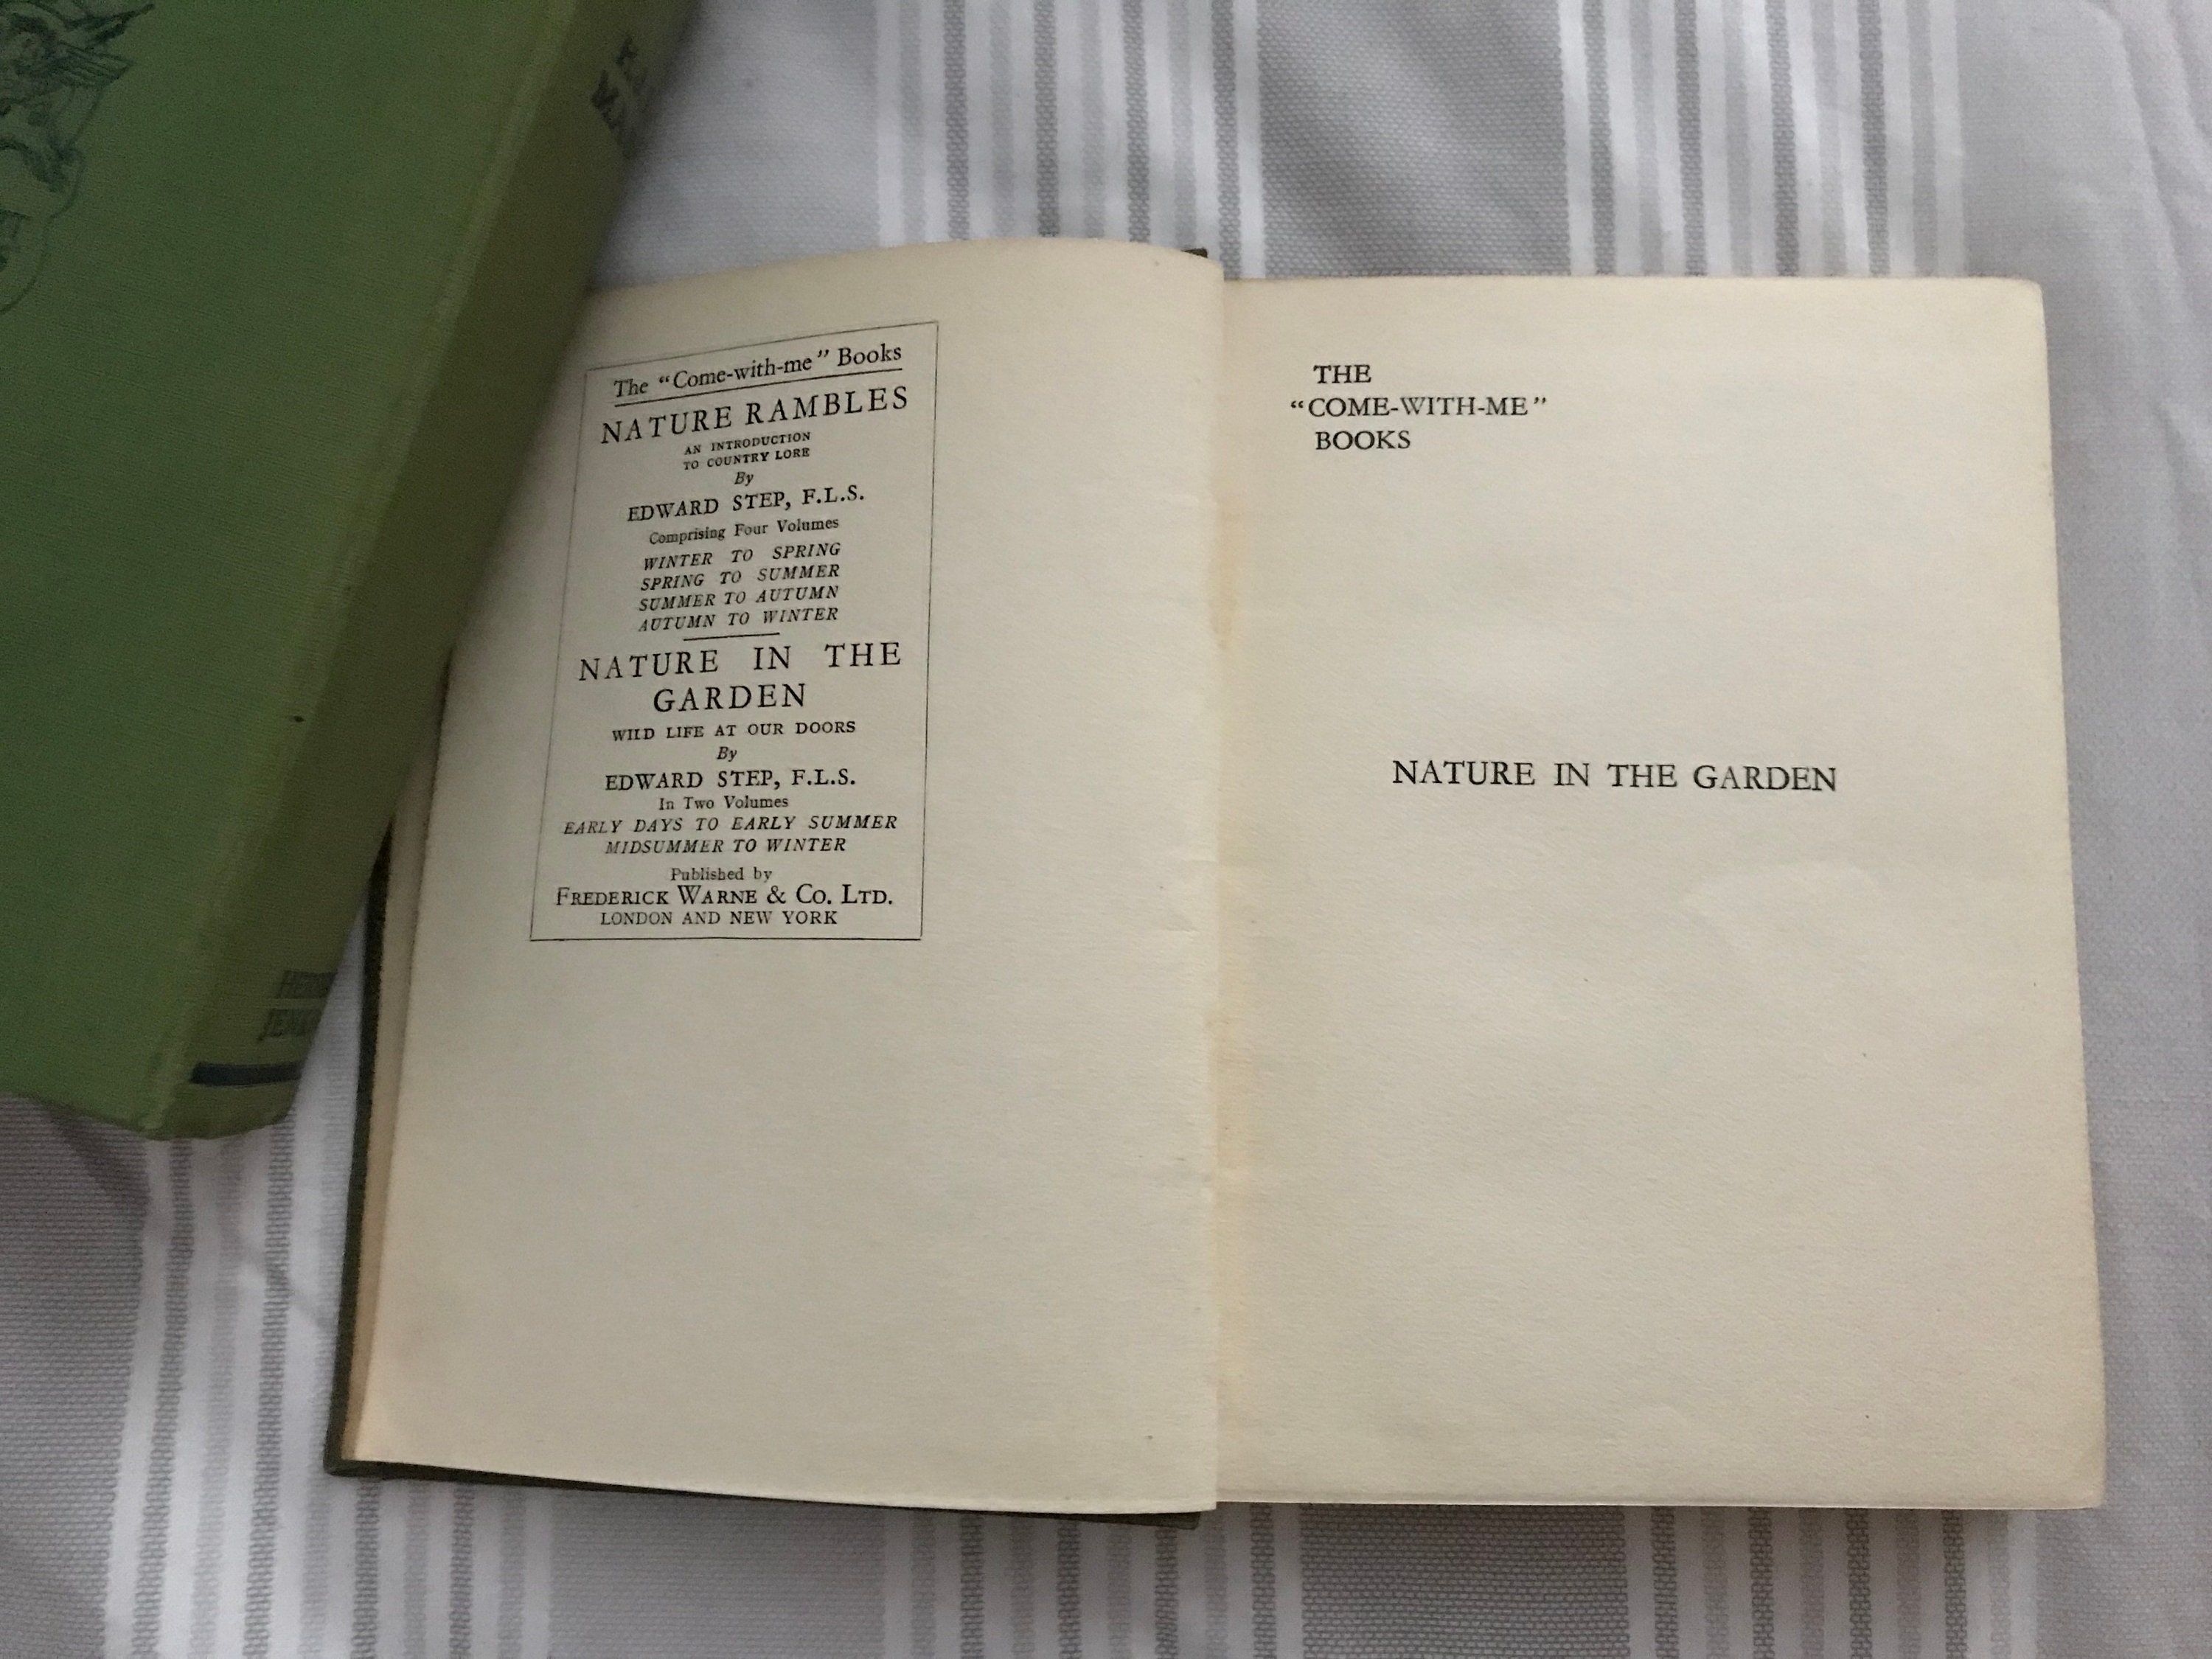 The “Come-with-me” Books
NATURE RAMBLES
AN INTRODUCTION
TO COUNTRY LORE
By
EDWARD STEP, F.L.S.
Comprising Four Volumes
WINTER TO SPRING
SPRING TO SUMMER
SUMMER TO AUTUMN
AUTUMN TO WINTER
NATURE IN THE
GARDEN
WILD LIFE AT OUR DOORS
By
EDWARD STEP, F.L.S.
In Two Volumes
EARLY DAYS TO EARLY SUMMER
MIDSUMMER TO WINTER
Published by
FREDERICK WARNE & CO. LTD.
LONDON AND NEW YORK
THE
“COME-WITH-ME”
BOOKS
NATURE IN THE GARDEN